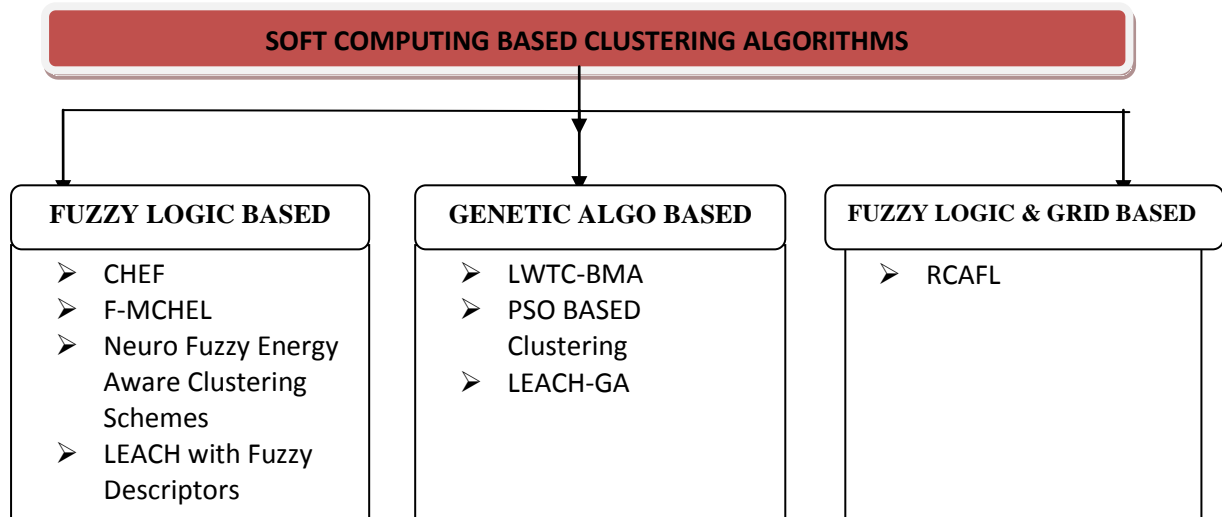 SOFT COMPUTING BASED CLUSTERING ALGORITHMS
FUZZY LOGIC BASED
➢ CHEF
➢ F-MCHEL
➢ Neuro Fuzzy Energy
Aware Clustering
Schemes
➢ LEACH with Fuzzy
Descriptors
GENETIC ALGO BASED
➢ LWTC-BMA
➢ PSO BASED
Clustering
➢ LEACH-GA
FUZZY LOGIC & GRID BASED
➢ RCAFL